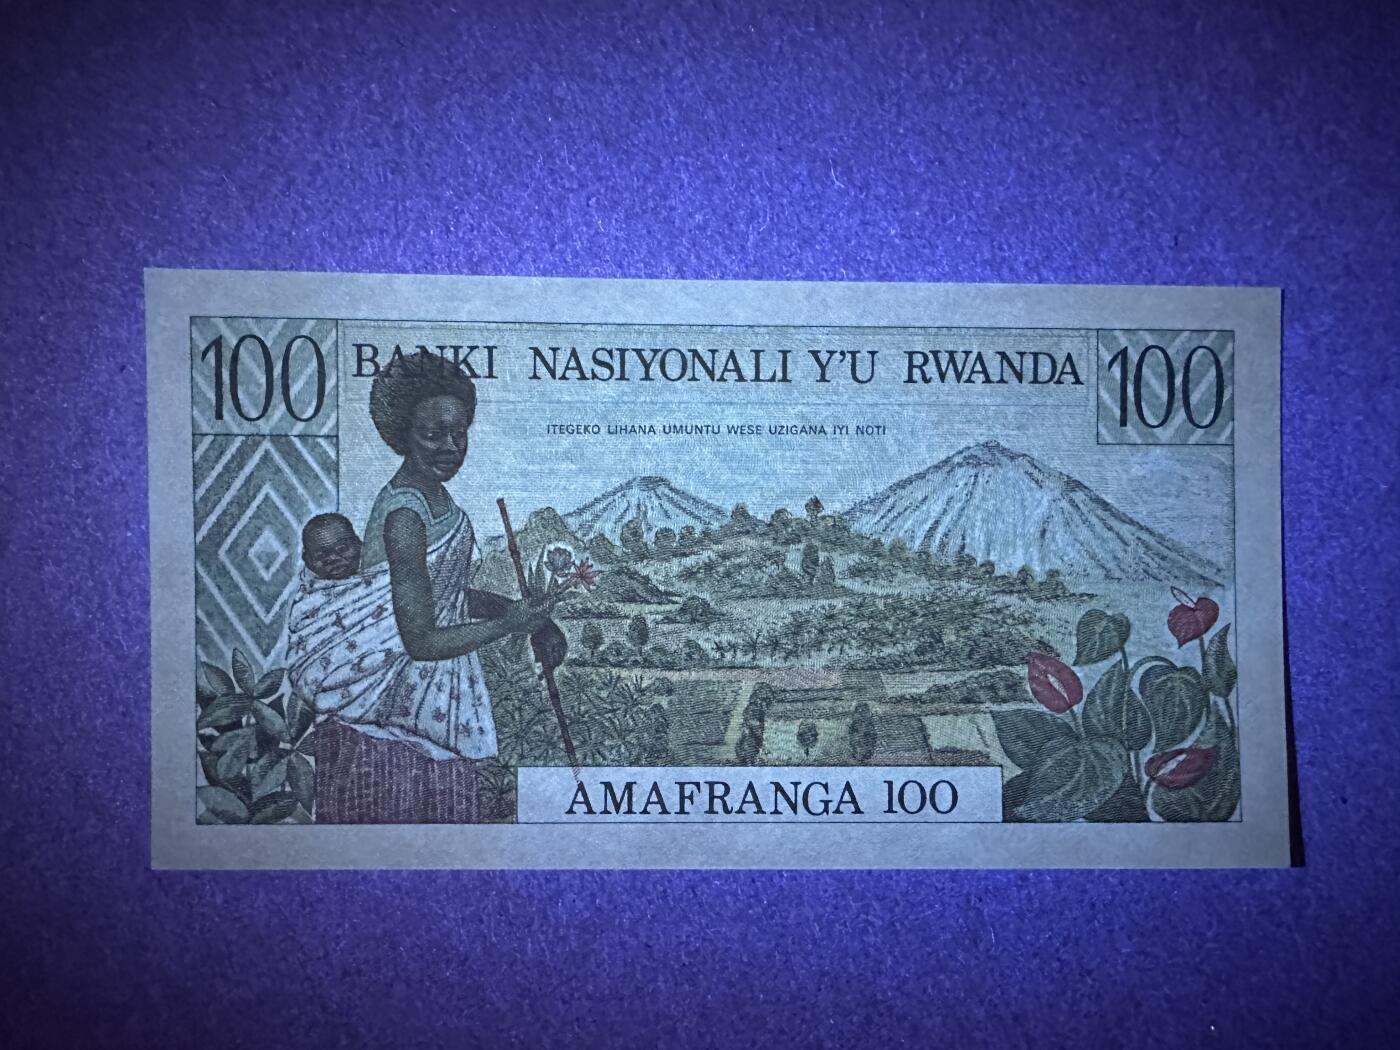 100 BANKI NASIYONALI Y'U RWANDA 100
ITEGEKO LIHANA UMUNTU WESE UZIGANA IYI NOTI
AMAFRANGA 100